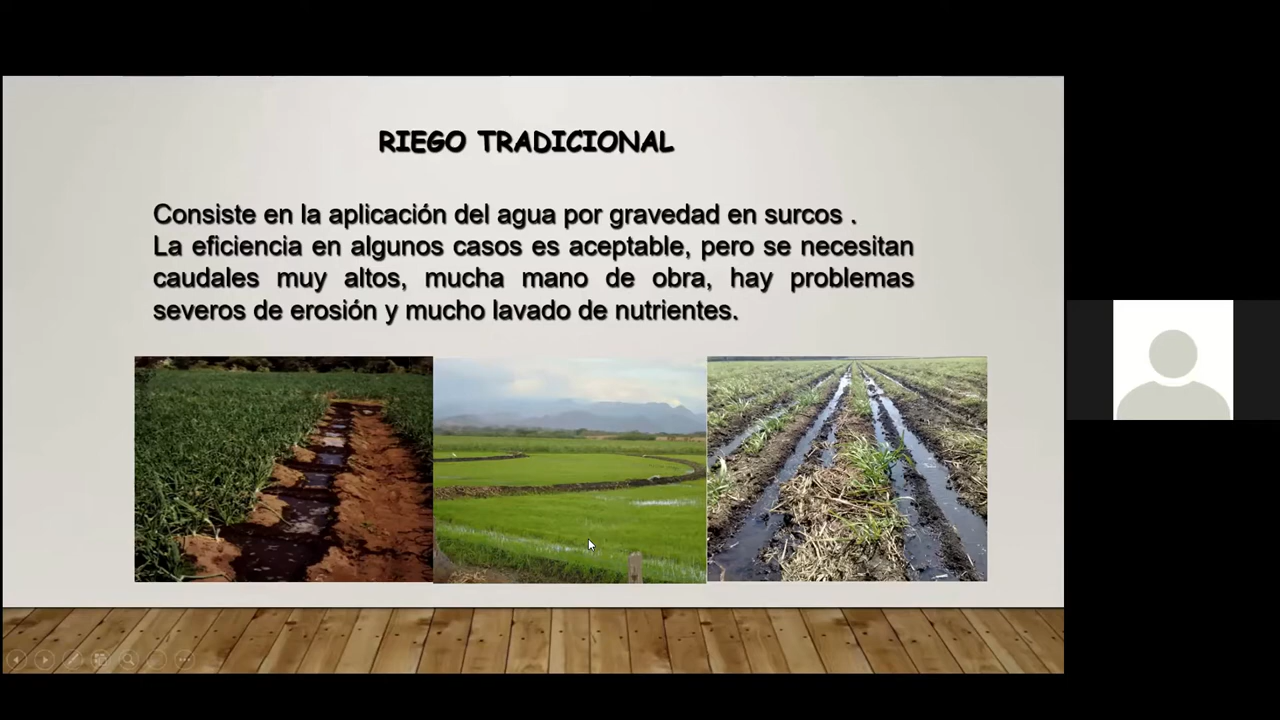 RIEGO TRADICIONAL
Consiste en la aplicación del agua por gravedad en surcos .
La eficiencia en algunos casos es aceptable, pero se necesitan
caudales muy altos, mucha mano de obra, hay problemas
severos de erosión y mucho lavado de nutrientes.